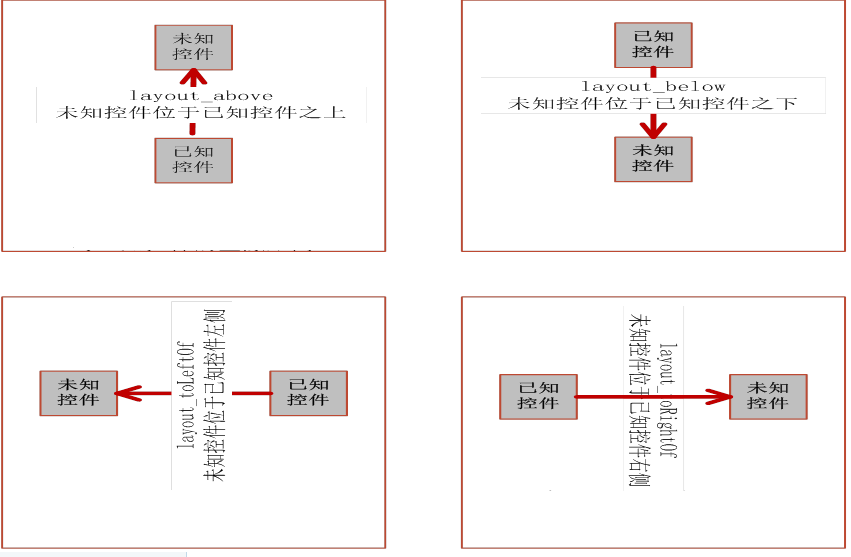 未知
控件
layout_above
未知控件位于已知控件之上
已知
控件
已知
控件
layout_below
未知控件位于已知控件之下
未知
控件
未知
控件
layout_toLeftOf
未知控件位于已知控件左侧
已知
控件
已知
控件
layout_toRightOf
未知控件位于已知控件右侧
未知
控件